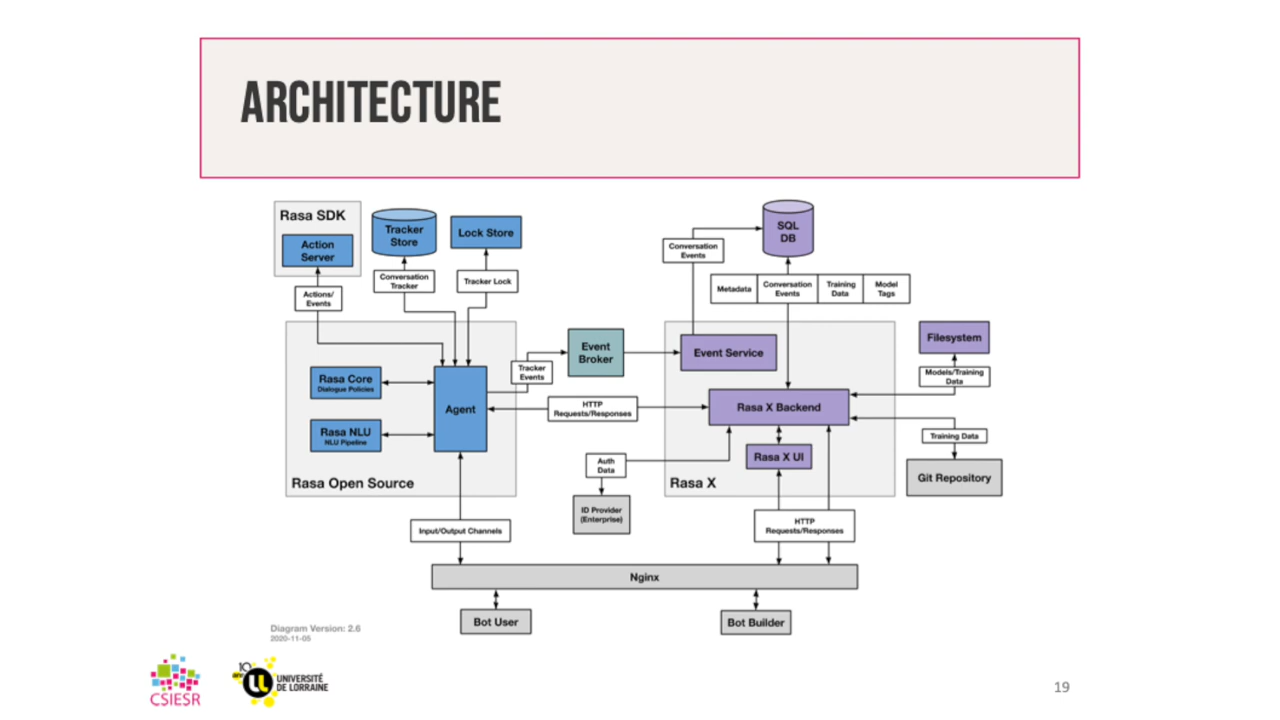 ARCHITECTURE
Rasa SDK
Action
Server
Tracker
Store
Lock Store
SQL
DB
Conversation
Events
Conversation
Tracker
Tracker Lock
Actions/
Events
Metadata
Conversation
Events
Training
Data
Model
Tags
Event
Broker
Event Service
Filesystem
Tracker
Events
Models/Training
Data
Rasa Core
Dialogue Policies
Agent
HTTP
Requests/Responses
Rasa X Backend
Rasa NLU
NLU Pipeline
Training Data
Auth
Data
Rasa X UI
Rasa Open Source
Rasa X
Git Repository
ID Provider
(Enterprise)
Input/Output Channels
HTTP
Requests/Responses
Nginx
Bot User
Bot Builder
Diagram Version: 2.6
2020-11-05
CSIESR
10
ans
UNIVERSITÉ
DE LORRAINE
19